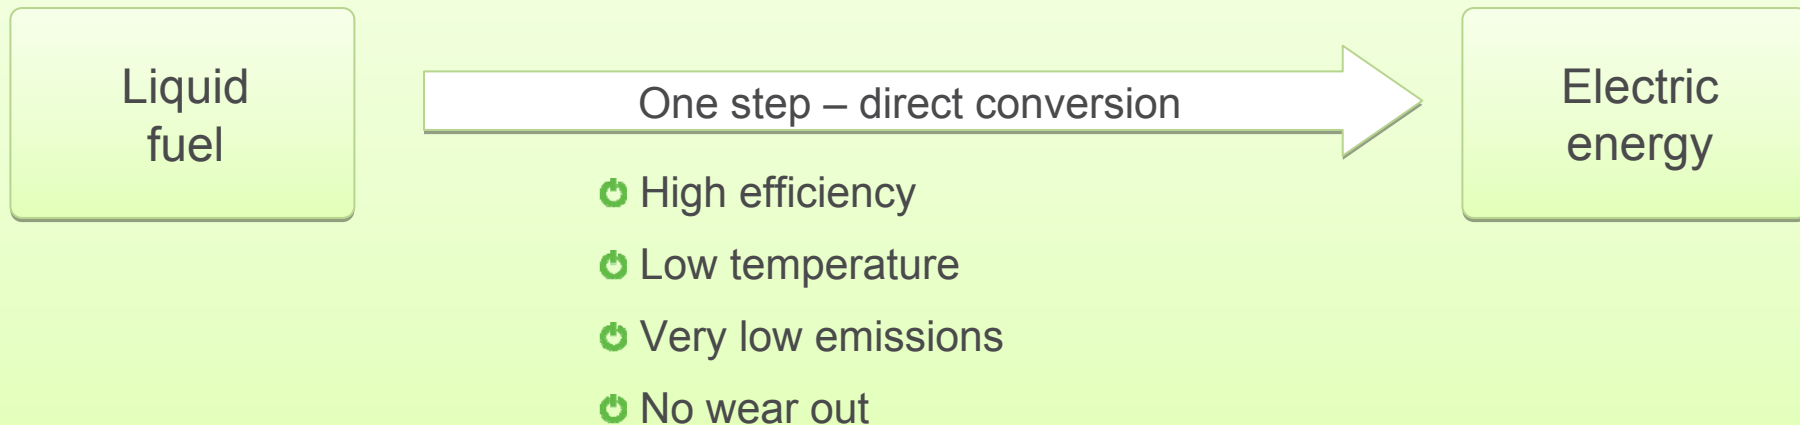 Liquid
fuel
One step – direct conversion
Electric
energy
High efficiency
Low temperature
Very low emissions
No wear out